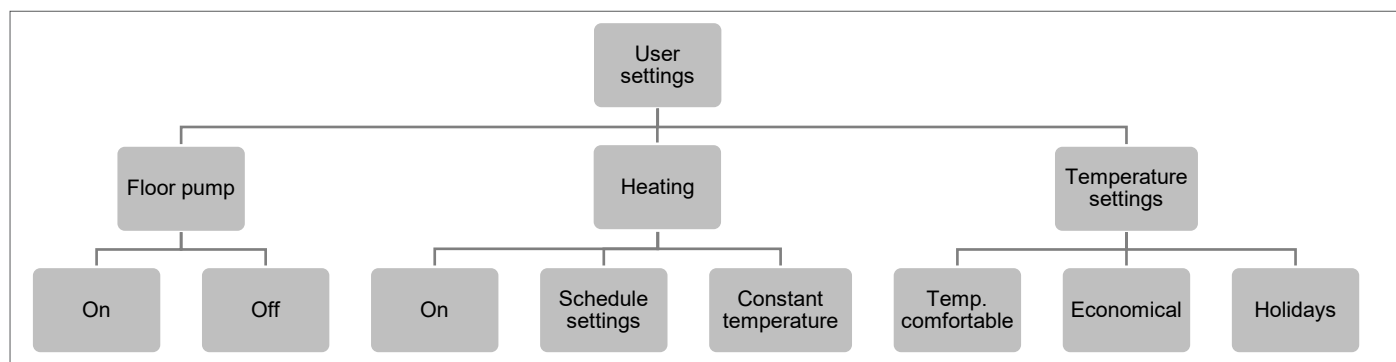 User
settings
Floor pump
Heating
Temperature
settings
On
Off
On
Schedule
settings
Constant
temperature
Temp.
comfortable
Economical
Holidays